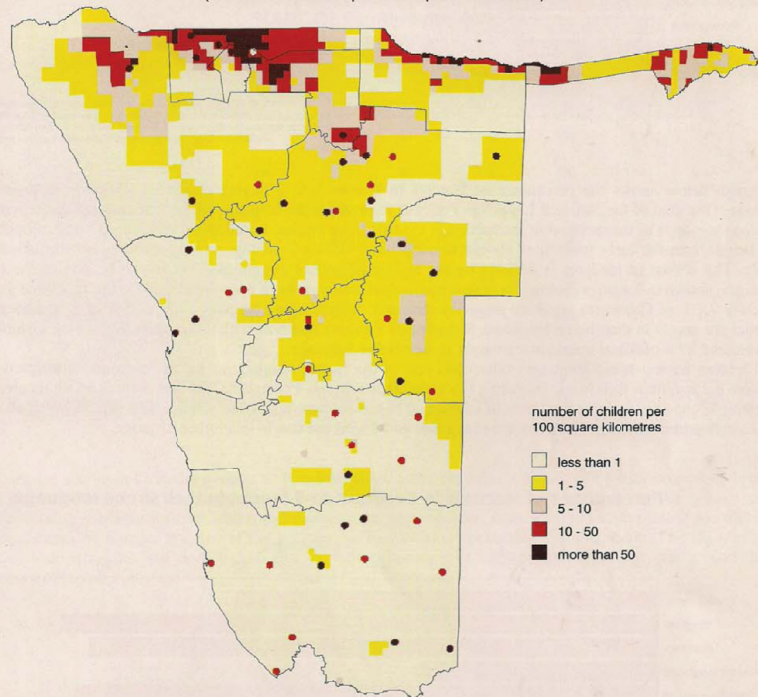 number of children per
100 square kilometres
less than 1
1 - 5
5 - 10
10 - 50
more than 50